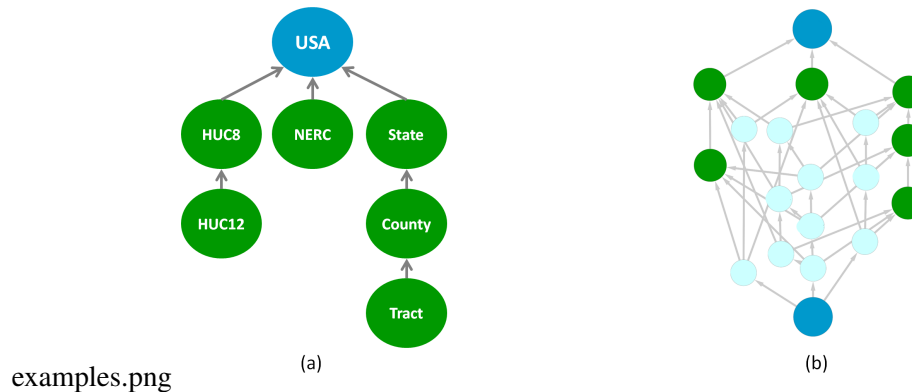 USA
HUC8 NERC State
HUC12 County
Tract
(a) (b)
examples.png